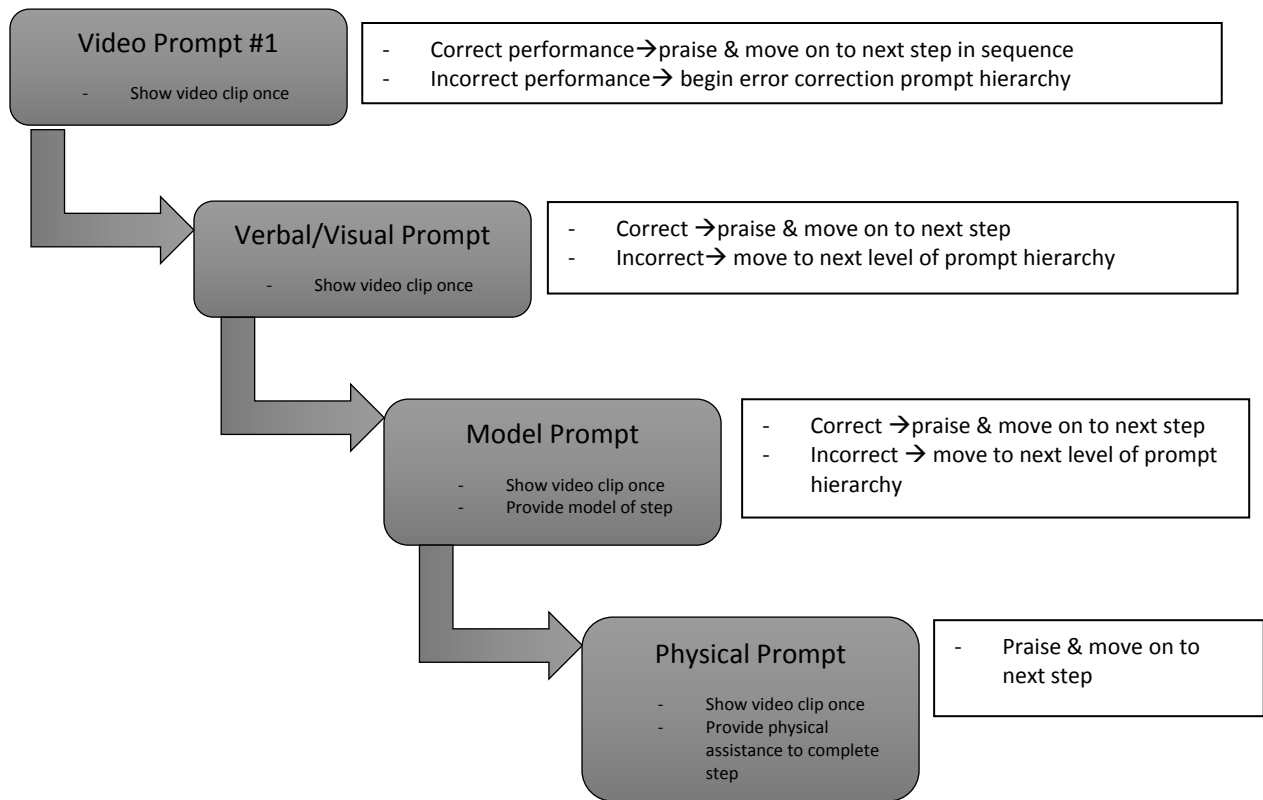 Video Prompt #1
- Show video clip once
- Correct performance→praise & move on to next step in sequence
- Incorrect performance→ begin error correction prompt hierarchy
Verbal/Visual Prompt
- Show video clip once
- Correct →praise & move on to next step
- Incorrect→ move to next level of prompt hierarchy
Model Prompt
- Show video clip once
- Provide model of step
- Correct →praise & move on to next step
- Incorrect → move to next level of prompt
hierarchy
Physical Prompt
- Show video clip once
- Provide physical
assistance to complete
step
- Praise & move on to
next step